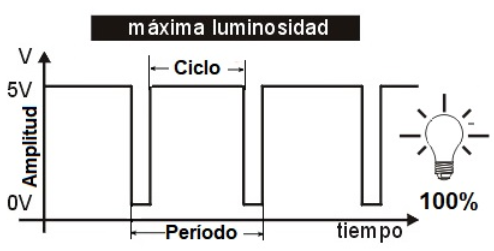 máxima luminosidad
V
Ciclo
5V
Amplitud
0V
100%
Período
tiempo